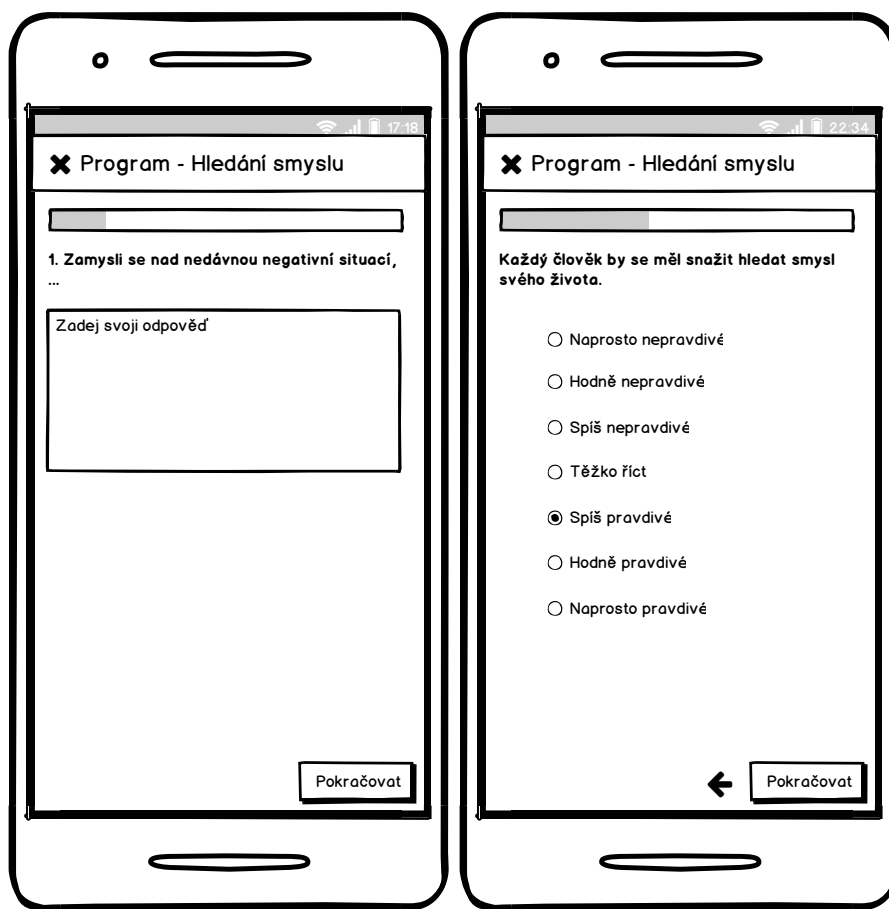 17:18
Program - Hledání smyslu
1. Zamysli se nad nedávnou negativní situací,
...
Zadej svoji odpověď
Pokračovat
22:34
Program - Hledání smyslu
Každý člověk by se měl snažit hledat smysl
svého života.
Naprosto nepravdivé
Hodně nepravdivé
Spíš nepravdivé
Těžko říct
Spíš pravdivé
Hodně pravdivé
Naprosto pravdivé
Pokračovat